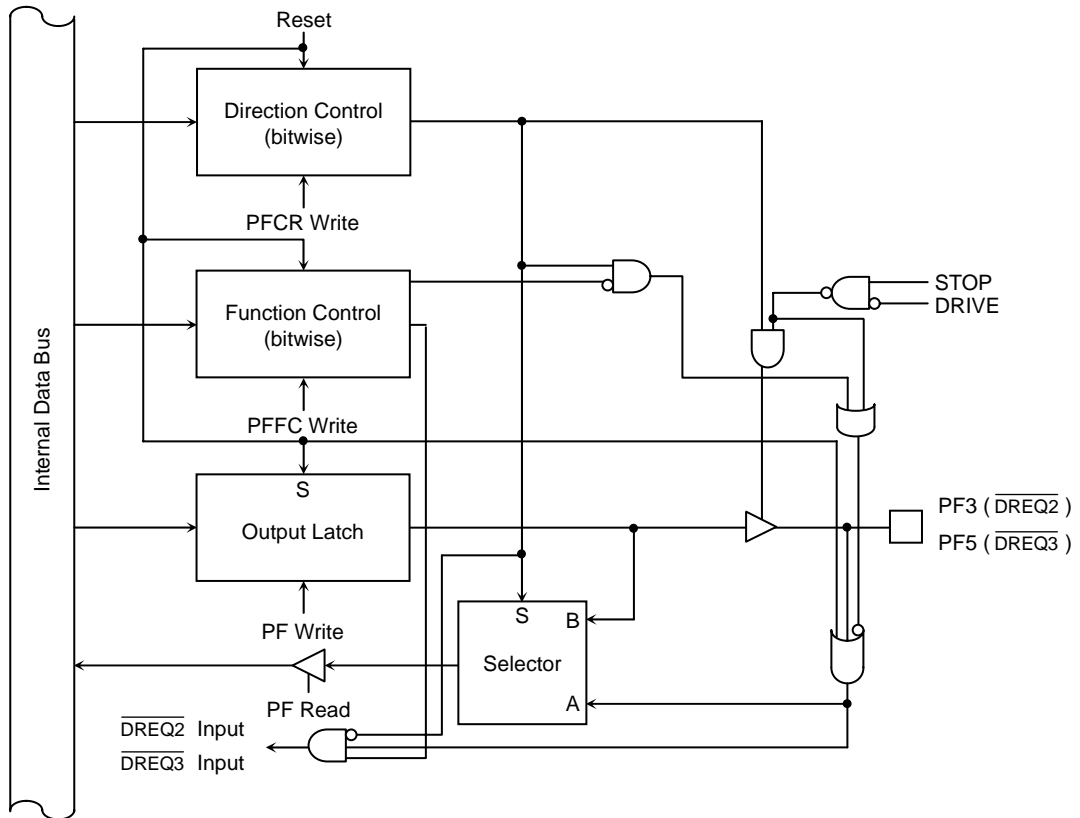 Reset
Direction Control
(bitwise)
PFCR Write
Function Control
(bitwise)
STOP
DRIVE
Internal Data Bus
PFFC Write
S
Output Latch
PF3 ( DREQ2 )
PF5 ( DREQ3 )
PF Write
S
B
Selector
A
PF Read
DREQ2 Input
DREQ3 Input